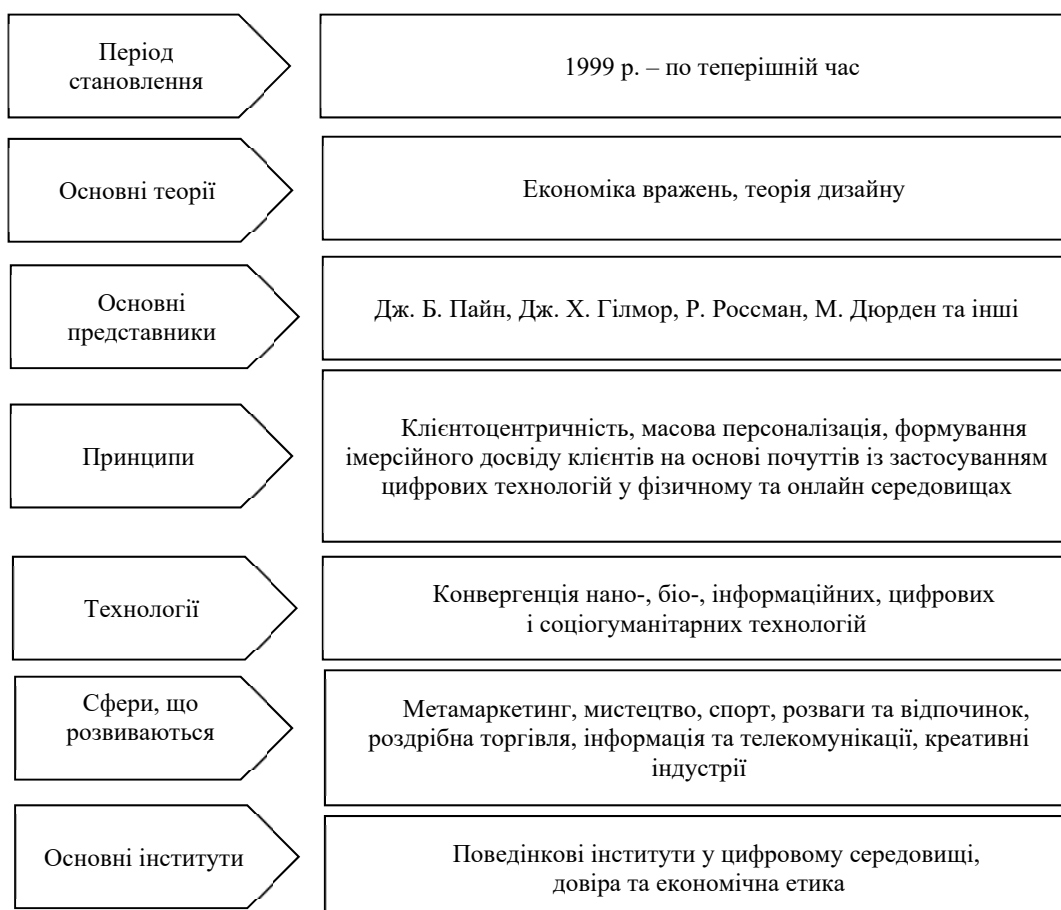 Період
становлення
1999 р. – по теперішній час
Основні теорії
Економіка вражень, теорія дизайну
Основні
представники
Дж. Б. Пайн, Дж. Х. Гілмор, Р. Россман, М. Дюрден та інші
Принципи
Клієнтоцентричність, масова персоналізація, формування
імерсійного досвіду клієнтів на основі почуттів із застосуванням
цифрових технологій у фізичному та онлайн середовищах
Технології
Конвергенція нано-, біо-, інформаційних, цифрових
і соціогуманітарних технологій
Сфери, що
розвиваються
Метамаркетинг, мистецтво, спорт, розваги та відпочинок,
роздрібна торгівля, інформація та телекомунікації, креативні
індустрії
Основні інститути
Поведінкові інститути у цифровому середовищі,
довіра та економічна етика